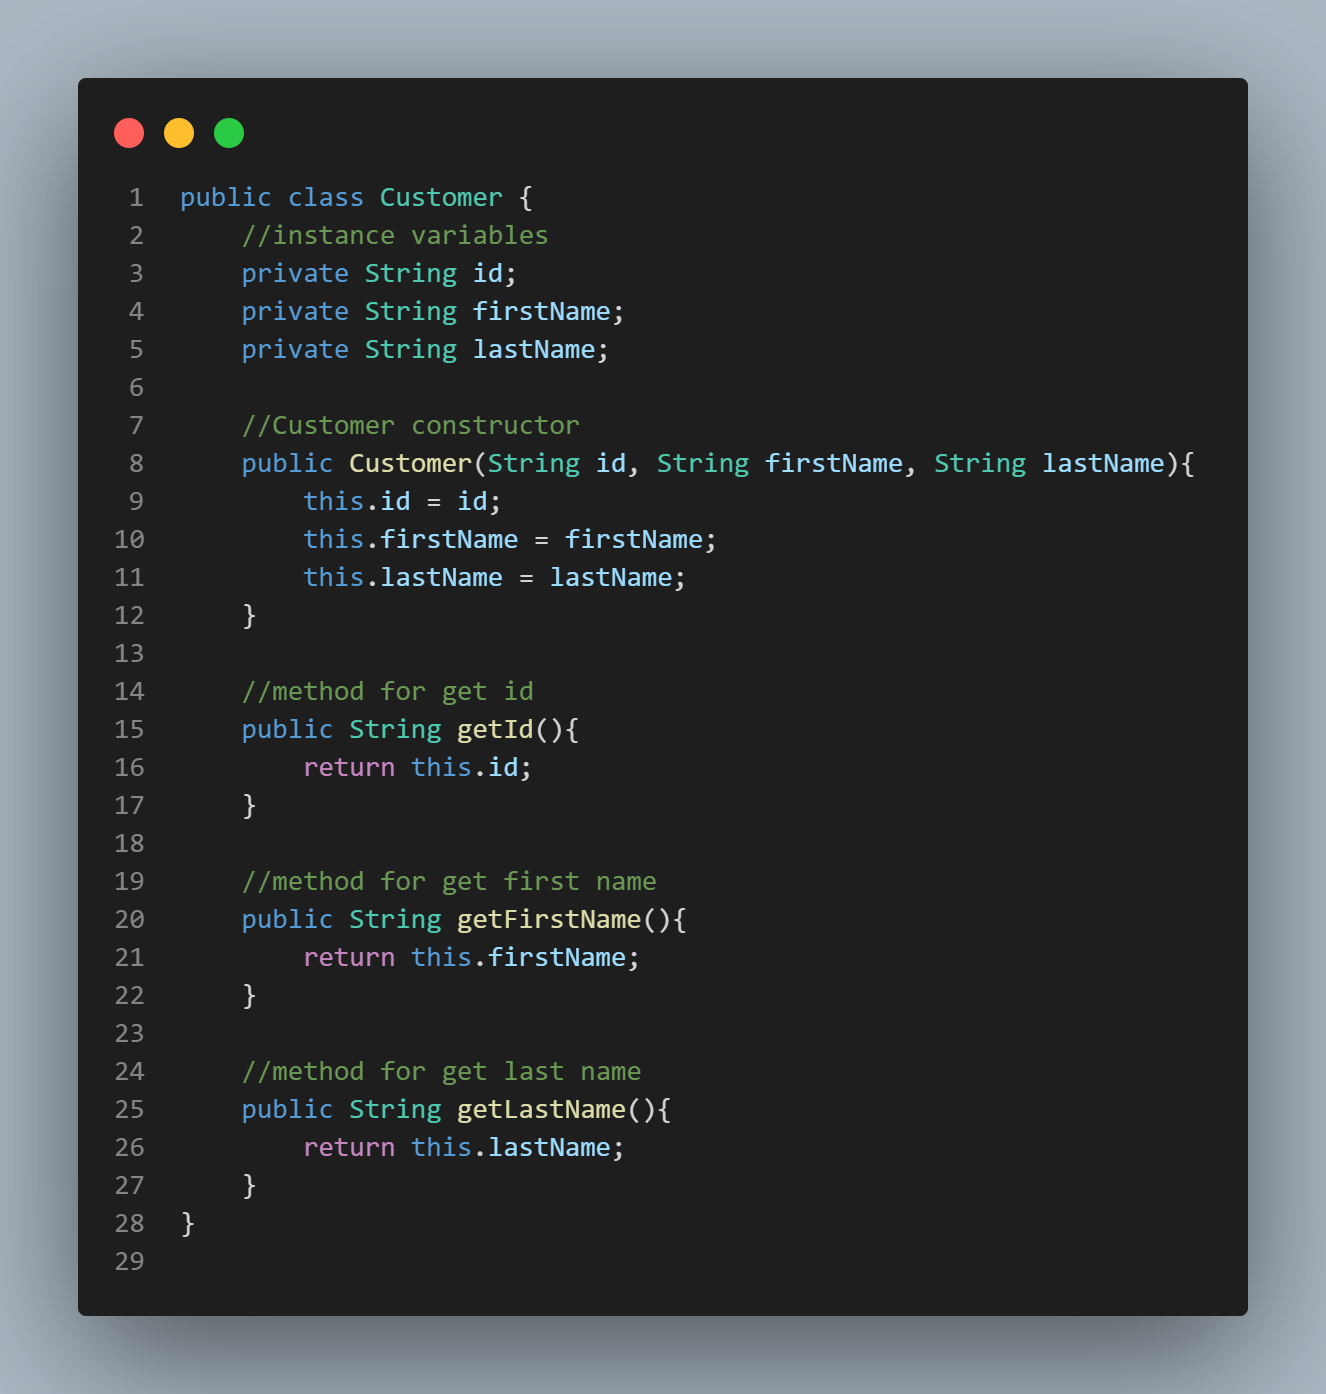 1 public class Customer {
2     //instance variables
3     private String id;
4     private String firstName;
5     private String lastName;
6
7     //Customer constructor
8     public Customer(String id, String firstName, String lastName){
9         this.id = id;
10         this.firstName = firstName;
11         this.lastName = lastName;
12     }
13
14     //method for get id
15     public String getId(){
16         return this.id;
17     }
18
19     //method for get first name
20     public String getFirstName(){
21         return this.firstName;
22     }
23
24     //method for get last name
25     public String getLastName(){
26         return this.lastName;
27     }
28 }
29